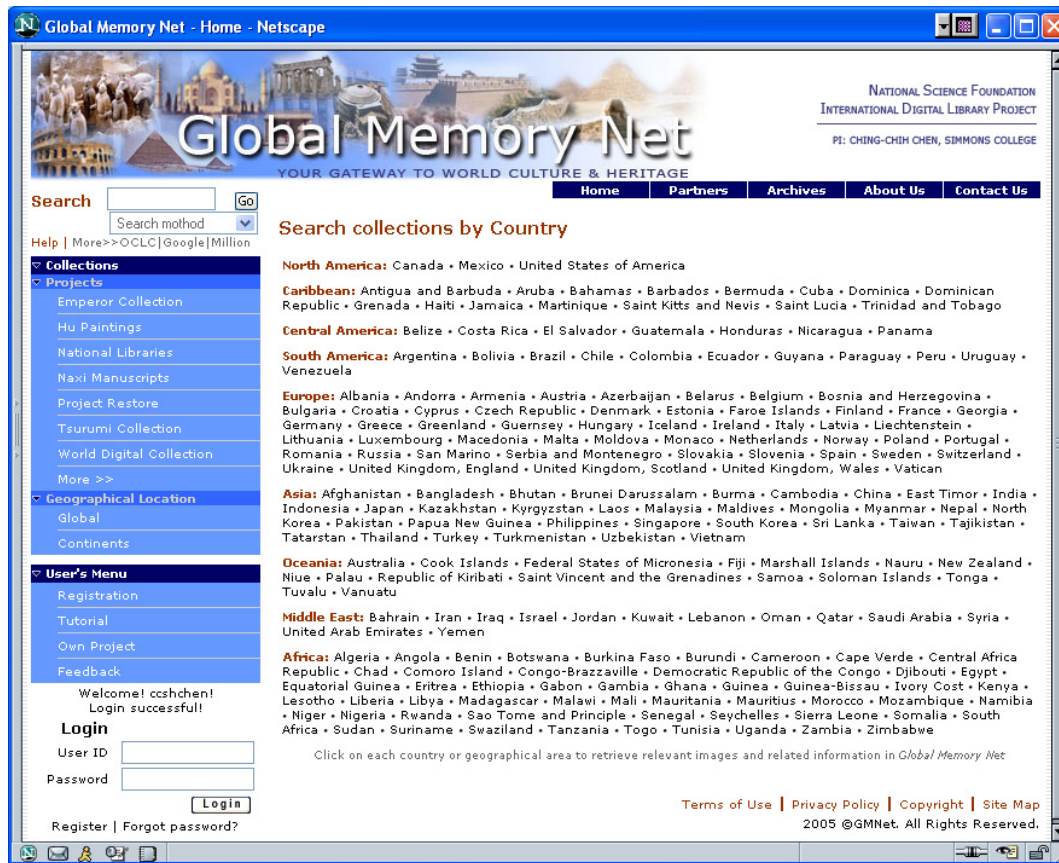 Global Memory Net - Home - Netscape
Global Memory Net
YOUR GATEWAY TO WORLD CULTURE & HERITAGE
NATIONAL SCIENCE FOUNDATION
INTERNATIONAL DIGITAL LIBRARY PROJECT
PI: CHING-CHIH CHEN, SIMMONS COLLEGE
Home Partners Archives About Us Contact Us
Search Go
Search mothod
Help | More>>OCLC|Google|Million
Collections
Projects
Emperor Collection
Hu Paintings
National Libraries
Naxi Manuscripts
Project Restore
Tsurumi Collection
World Digital Collection
More >>
Geographical Location
Global
Continents
User's Menu
Registration
Tutorial
Own Project
Feedback
Welcome! ccshchen!
Login successful!
Login
User ID
Password
Login
Register | Forgot password?
Search collections by Country
North America: Canada • Mexico • United States of America
Caribbean: Antigua and Barbuda • Aruba • Bahamas • Barbados • Bermuda • Cuba • Dominica • Dominican
Republic • Grenada • Haiti • Jamaica • Martinique • Saint Kitts and Nevis • Saint Lucia • Trinidad and Tobago
Central America: Belize • Costa Rica • El Salvador • Guatemala • Honduras • Nicaragua • Panama
South America: Argentina • Bolivia • Brazil • Chile • Colombia • Ecuador • Guyana • Paraguay • Peru • Uruguay •
Venezuela
Europe: Albania • Andorra • Armenia • Austria • Azerbaijan • Belarus • Belgium • Bosnia and Herzegovina •
Bulgaria • Croatia • Cyprus • Czech Republic • Denmark • Estonia • Faroe Islands • Finland • France • Georgia •
Germany • Greece • Greenland • Guernsey • Hungary • Iceland • Ireland • Italy • Latvia • Liechtenstein •
Lithuania • Luxembourg • Macedonia • Malta • Moldova • Monaco • Netherlands • Norway • Poland • Portugal •
Romania • Russia • San Marino • Serbia and Montenegro • Slovakia • Slovenia • Spain • Sweden • Switzerland •
Ukraine • United Kingdom, England • United Kingdom, Scotland • United Kingdom, Wales • Vatican
Asia: Afghanistan • Bangladesh • Bhutan • Brunei Darussalam • Burma • Cambodia • China • East Timor • India •
Indonesia • Japan • Kazakhstan • Kyrgyzstan • Laos • Malaysia • Maldives • Mongolia • Myanmar • Nepal • North
Korea • Pakistan • Papua New Guinea • Philippines • Singapore • South Korea • Sri Lanka • Taiwan • Tajikistan •
Tatarstan • Thailand • Turkey • Turkmenistan • Uzbekistan • Vietnam
Oceania: Australia • Cook Islands • Federal States of Micronesia • Fiji • Marshall Islands • Nauru • New Zealand •
Niue • Palau • Republic of Kiribati • Saint Vincent and the Grenadines • Samoa • Soloman Islands • Tonga •
Tuvalu • Vanuatu
Middle East: Bahrain • Iran • Iraq • Israel • Jordan • Kuwait • Lebanon • Oman • Qatar • Saudi Arabia • Syria •
United Arab Emirates • Yemen
Africa: Algeria • Angola • Benin • Botswana • Burkina Faso • Burundi • Cameroon • Cape Verde • Central Africa
Republic • Chad • Comoro Island • Congo-Brazzaville • Democratic Republic of the Congo • Djibouti • Egypt •
Equatorial Guinea • Eritrea • Ethiopia • Gabon • Gambia • Ghana • Guinea • Guinea-Bissau • Ivory Cost • Kenya •
Lesotho • Liberia • Libya • Madagascar • Malawi • Mali • Mauritania • Mauritius • Morocco • Mozambique • Namibia
• Niger • Nigeria • Rwanda • Sao Tome and Principle • Senegal • Seychelles • Sierra Leone • Somalia • South
Africa • Sudan • Suriname • Swaziland • Tanzania • Togo • Tunisia • Uganda • Zambia • Zimbabwe
Click on each country or geographical area to retrieve relevant images and related information in Global Memory Net
Terms of Use | Privacy Policy | Copyright | Site Map
2005 @GMNet. All Rights Reserved.